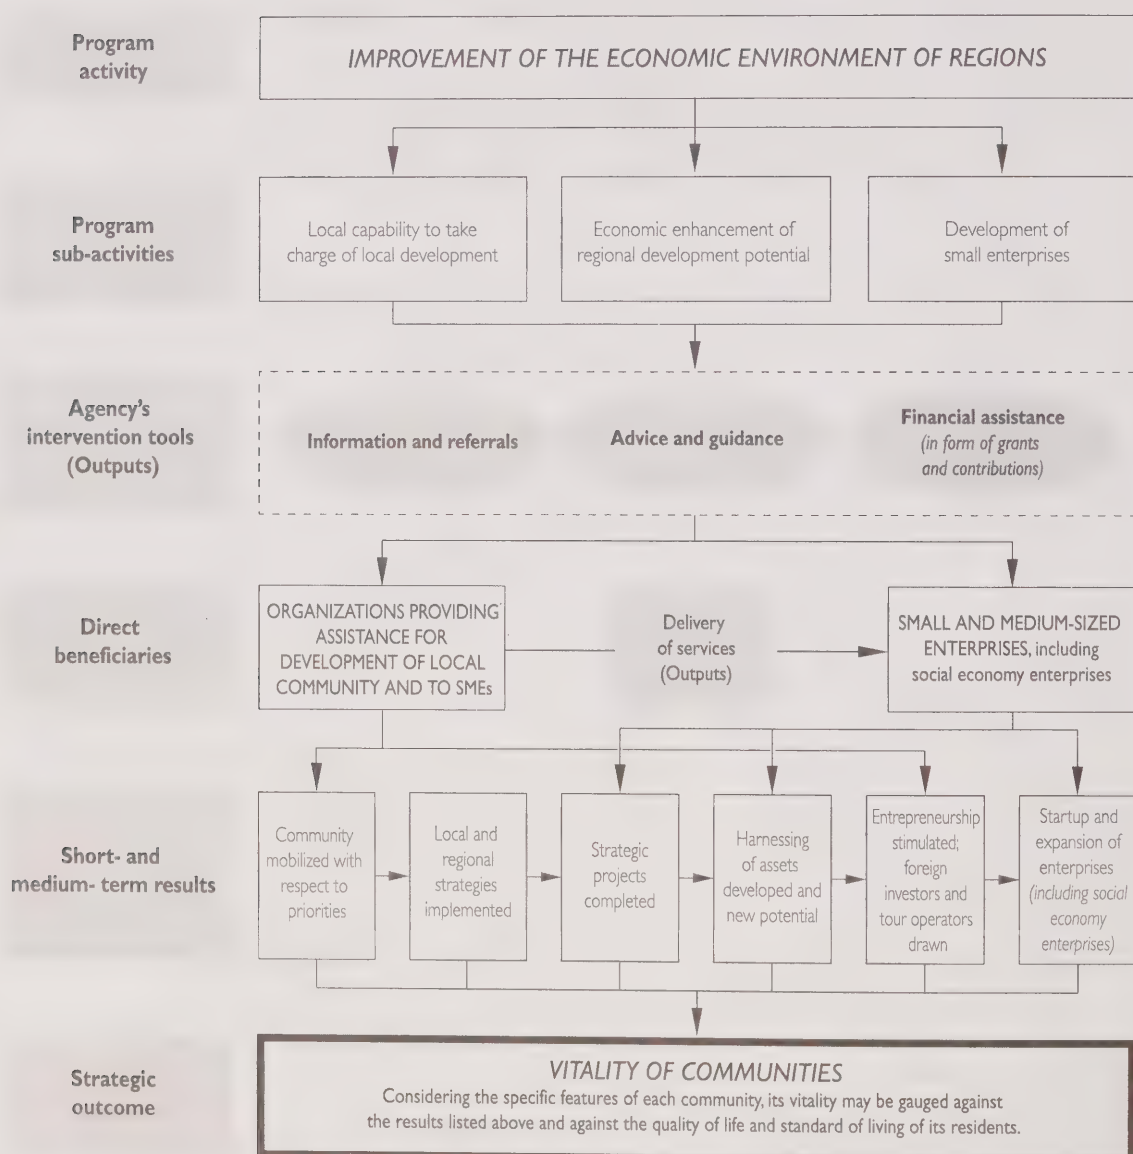 Program
activity
IMPROVEMENT OF THE ECONOMIC ENVIRONMENT OF REGIONS
Program
sub-activities
Local capability to take
charge of local development
Economic enhancement of
regional development potential
Development of
small enterprises
Agency's
intervention tools
(Outputs)
Information and referrals
Advice and guidance
Financial assistance
(in form of grants
and contributions)
Direct
beneficiaries
ORGANIZATIONS PROVIDING
ASSISTANCE FOR
DEVELOPMENT OF LOCAL
COMMUNITY AND TO SMEs
Delivery
of services
(Outputs)
SMALL AND MEDIUM-SIZED
ENTERPRISES, including
social economy enterprises
Short- and
medium- term results
Community
mobilized with
respect to
priorities
Local and
regional
strategies
implemented
Strategic
projects
completed
Harnessing
of assets
developed and
new potential
Entrepreneurship
stimulated;
foreign
investors and
tour operators
drawn
Startup and
expansion of
enterprises
(including social
economy
enterprises)
Strategic
outcome
VITALITY OF COMMUNITIES
Considering the specific features of each community, its vitality may be gauged against
the results listed above and against the quality of life and standard of living of its residents.